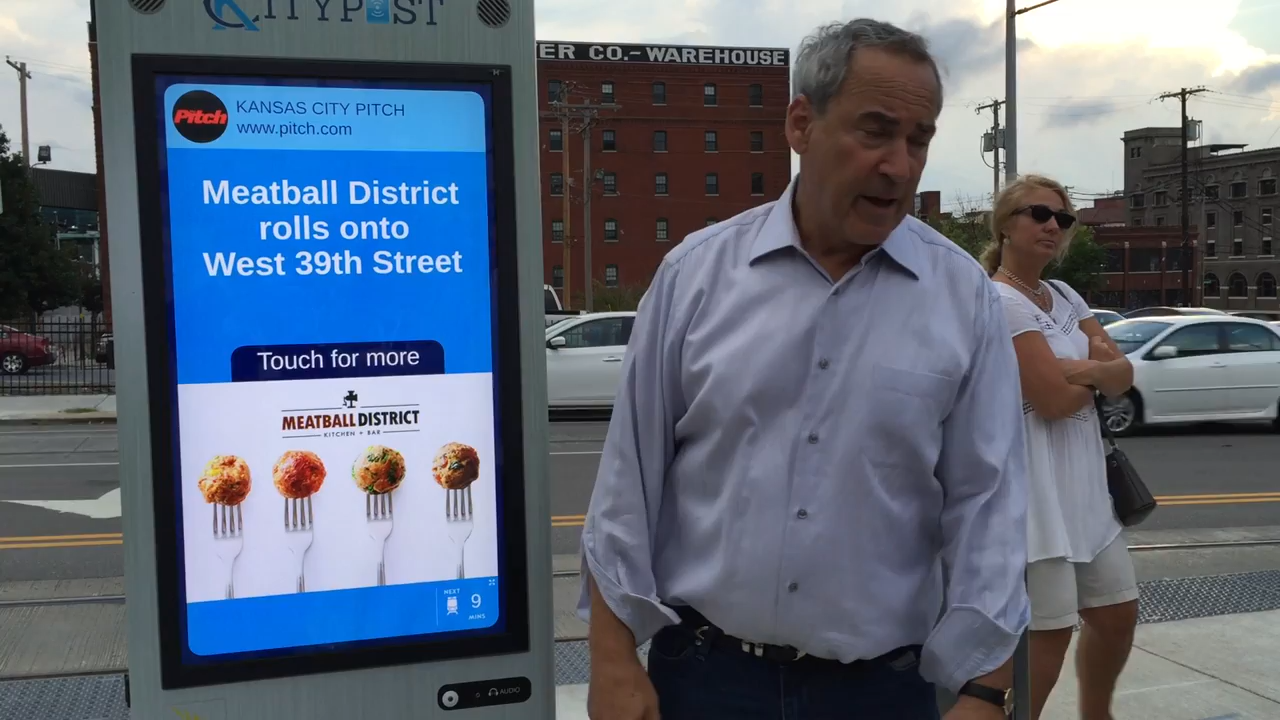 CITYPOST
ER CO.-WAREHOUSE
Pitch
KANSAS CITY PITCH
www.pitch.com
Meatball District
rolls onto
West 39th Street
Touch for more
MEATBALL DISTRICT
KITCHEN + BAR
NEXT
9
MINS
AUDIO